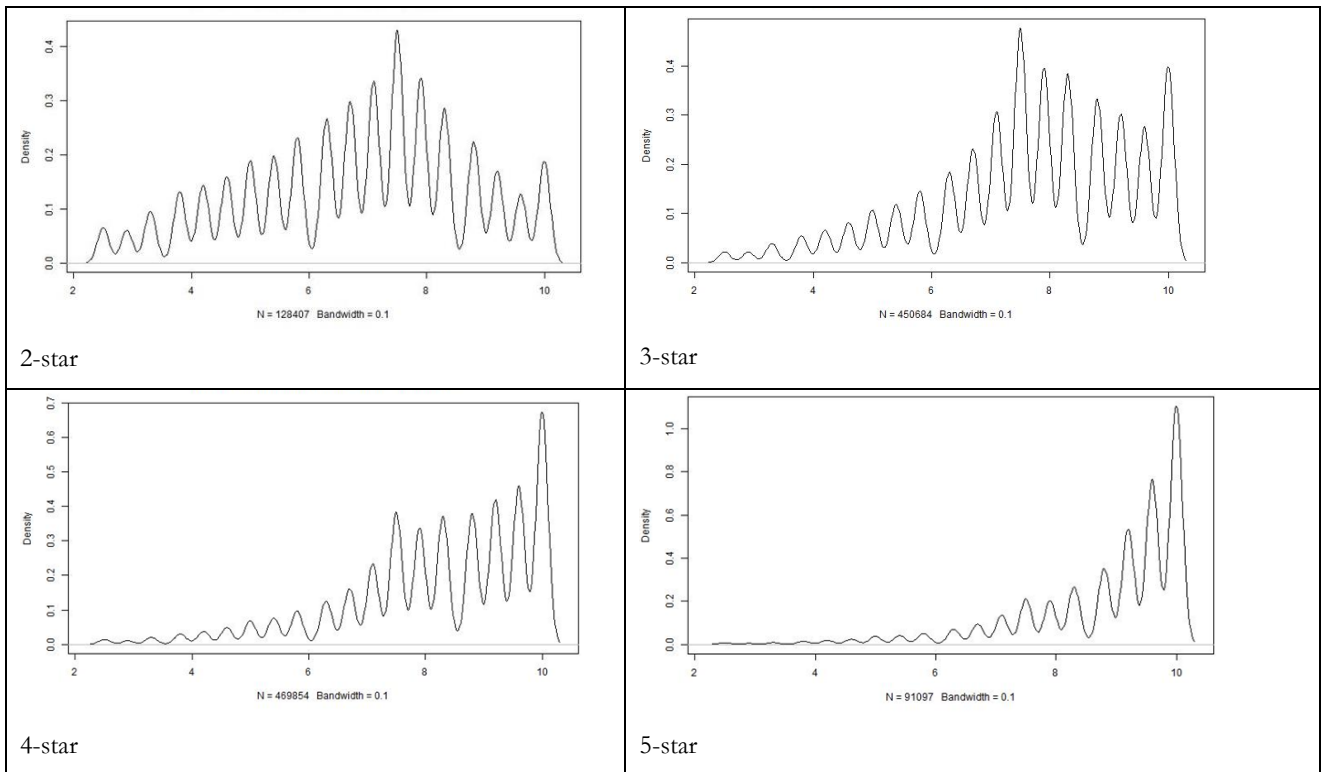 0.4
0.3
0.2
0.1
0.0
Density
2 4 6 8 10
N = 128407 Bandwidth = 0.1
2-star
0.4
0.3
0.2
0.1
0.0
Density
2 4 6 8 10
N = 450684 Bandwidth = 0.1
3-star
0.7
0.6
0.5
0.4
0.3
0.2
0.1
0.0
Density
2 4 6 8 10
N = 469854 Bandwidth = 0.1
4-star
1.0
0.8
0.6
0.4
0.2
0.0
Density
2 4 6 8 10
N = 91097 Bandwidth = 0.1
5-star